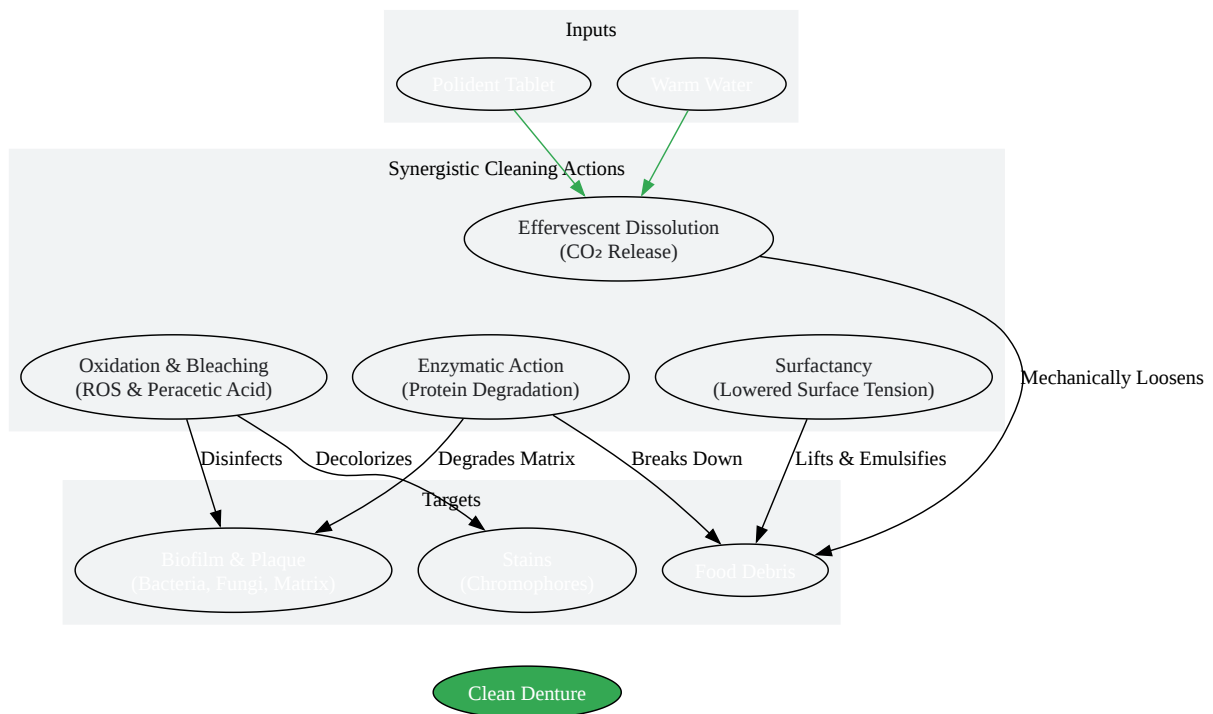 Inputs
Polident Tablet
Warm Water
Synergistic Cleaning Actions
Effervescent Dissolution
(CO₂ Release)
Oxidation & Bleaching
(ROS & Peracetic Acid)
Enzymatic Action
(Protein Degradation)
Surfactancy
(Lowered Surface Tension)
Mechanically Loosens
Disinfects
Decolorizes
Degrades Matrix
Breaks Down
Lifts & Emulsifies
Targets
Biofilm & Plaque
(Bacteria, Fungi, Matrix)
Stains
(Chromophores)
Food Debris
Clean Denture